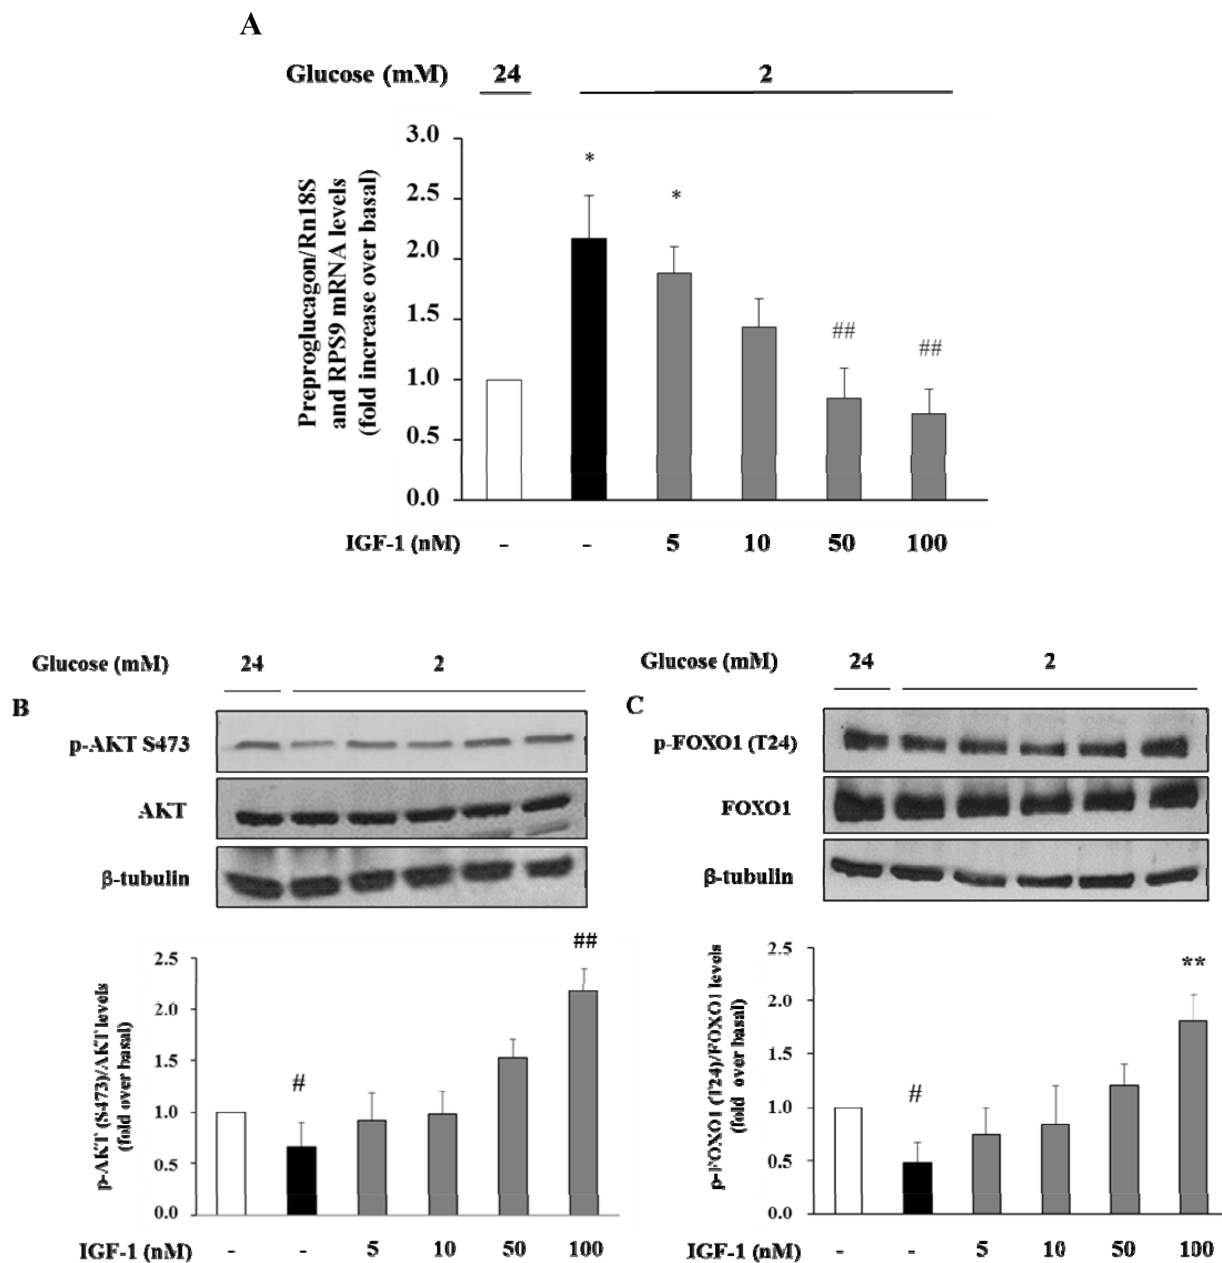 A
Glucose (mM) 24 2
Preproglucagon/Rn18S
and RPS9 mRNA levels
(fold increase over basal)
3.0
2.5
2.0
1.5
1.0
0.5
0.0
* * ## ##
IGF-1 (nM) - - 5 10 50 100
Glucose (mM) 24 2
B
p-AKT S473
AKT
β-tubulin
p-AKT (S473)/AKT levels
(fold over basal)
2.5
2.0
1.5
1.0
0.5
0.0
# ##
IGF-1 (nM) - - 5 10 50 100
Glucose (mM) 24 2
C
p-FOXO1 (T24)
FOXO1
β-tubulin
p-FOXO1 (T24)/FOXO1 levels
(fold over basal)
2.5
2.0
1.5
1.0
0.5
0.0
# **
IGF-1 (nM) - - 5 10 50 100